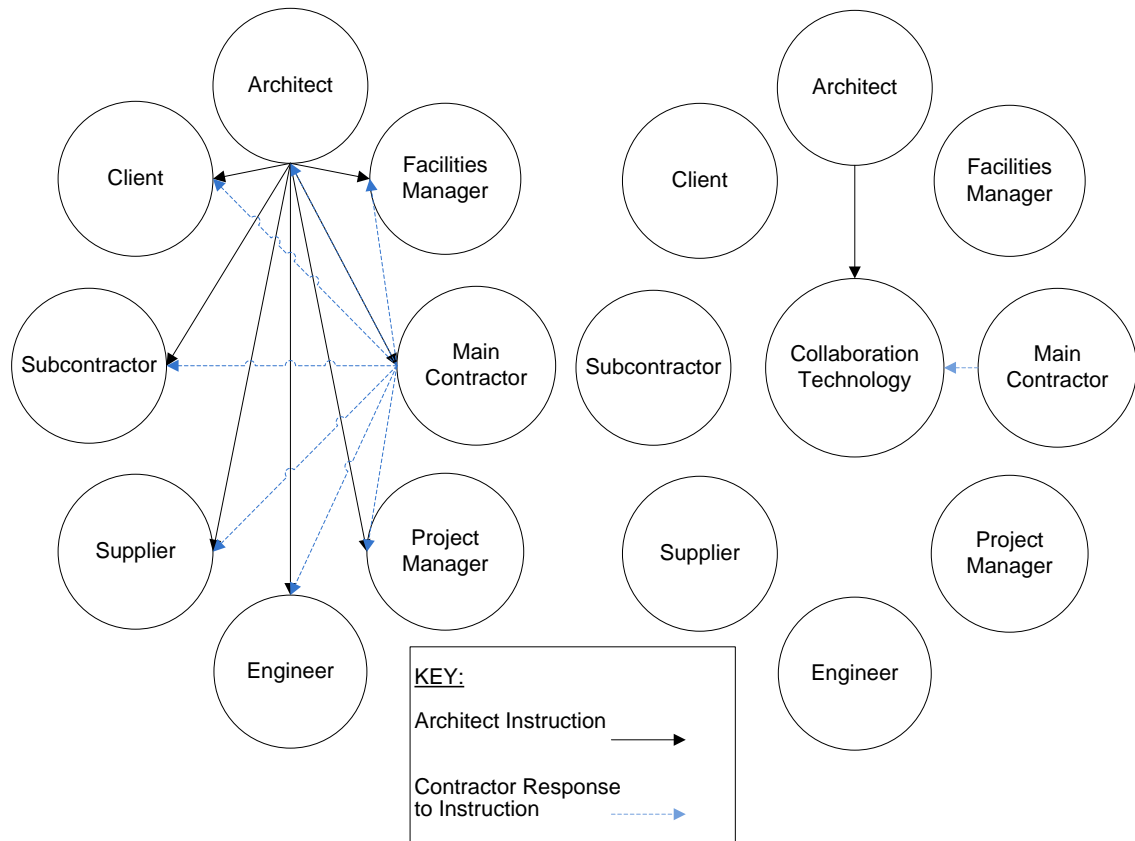 Architect
Client
Facilities
Manager
Subcontractor
Main
Contractor
Supplier
Project
Manager
Engineer
Architect
Client
Facilities
Manager
Subcontractor
Collaboration
Technology
Main
Contractor
Supplier
Project
Manager
Engineer
KEY:
Architect Instruction
Contractor Response
to Instruction